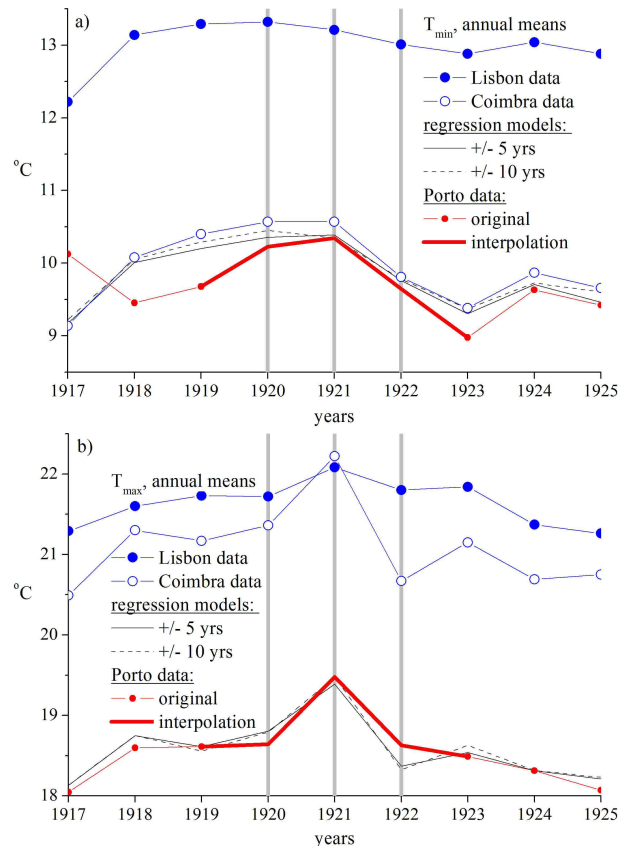 a)
T_min, annual means
Lisbon data
Coimbra data
regression models:
+/- 5 yrs
+/- 10 yrs
Porto data:
original
interpolation
°C
13
12
11
10
9
1917 1918 1919 1920 1921 1922 1923 1924 1925
years
b)
T_max, annual means
Lisbon data
Coimbra data
regression models:
+/- 5 yrs
+/- 10 yrs
Porto data:
original
interpolation
°C
22
21
20
19
18
1917 1918 1919 1920 1921 1922 1923 1924 1925
years